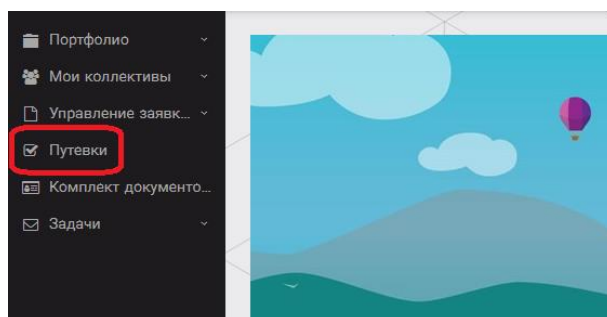 Портфолио
Мои коллективы
Управление заявк...
Путевки
Комплект документо...
Задачи